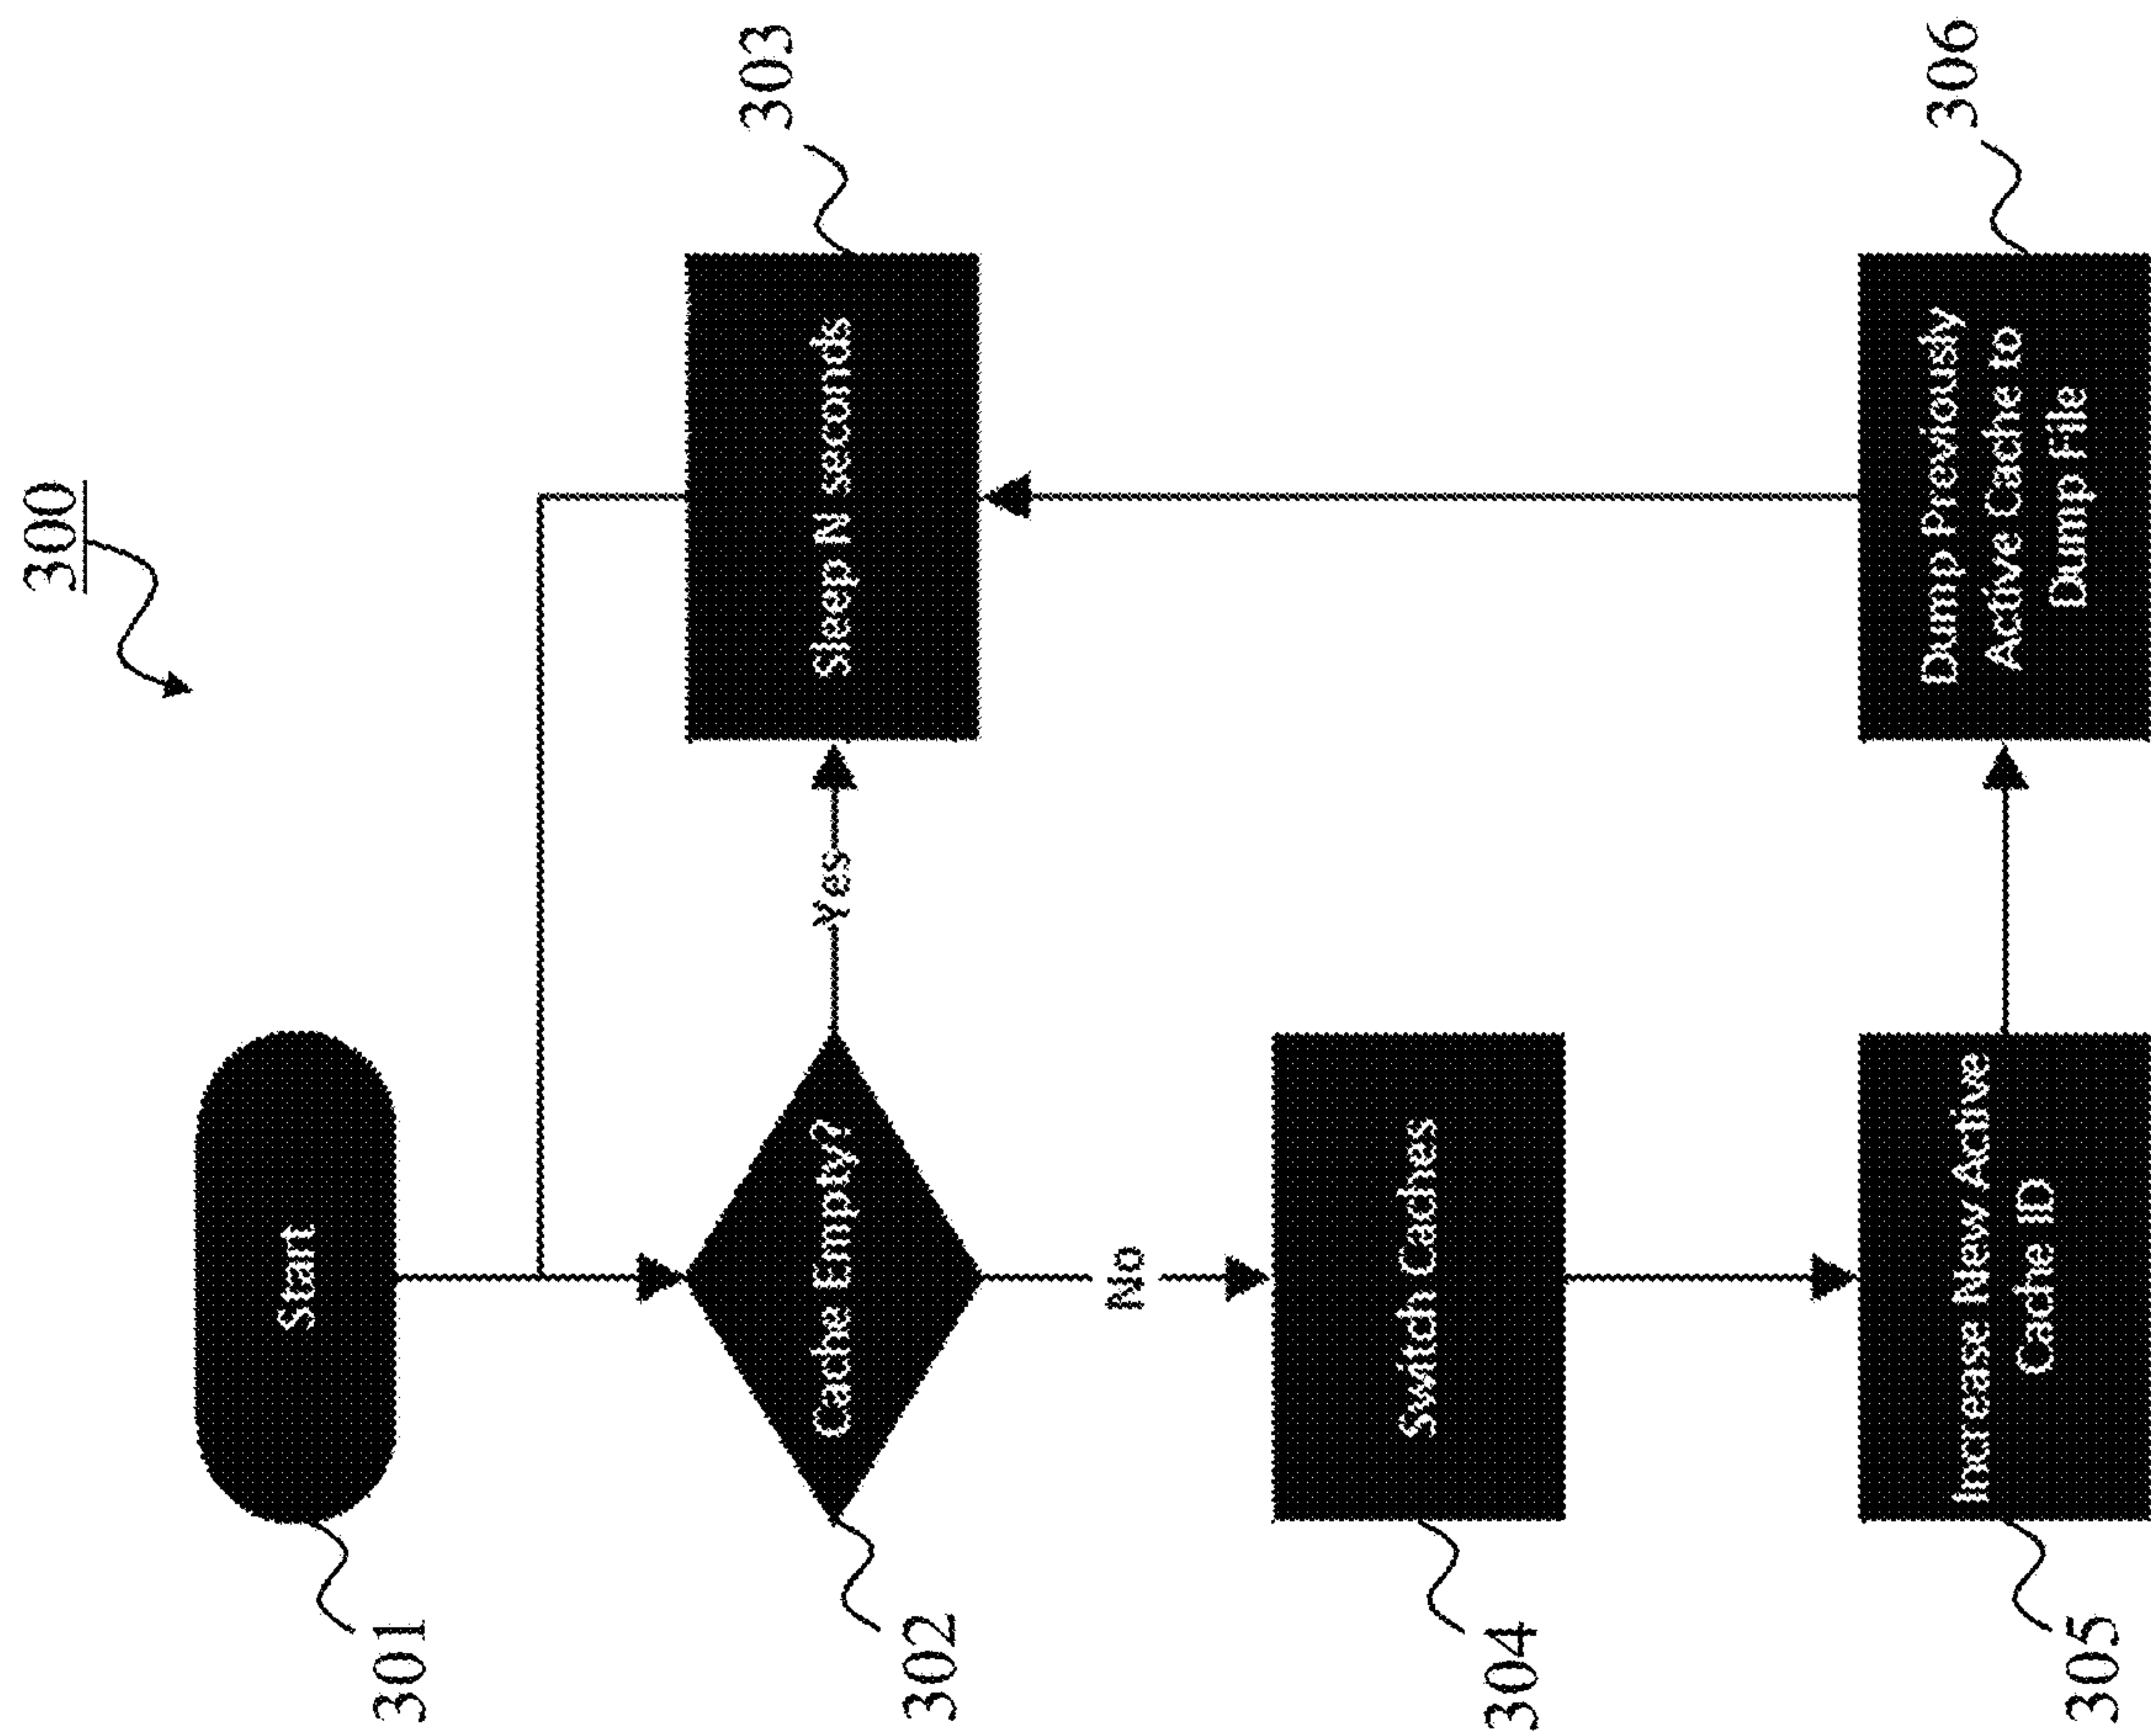 300
Start
301
Cache Empty?
302
Yes
Sleep N seconds
303
No
Switch Caches
304
Increase New Active
Cache ID
305
Dump Previously
Active Cache to
Dump File
306